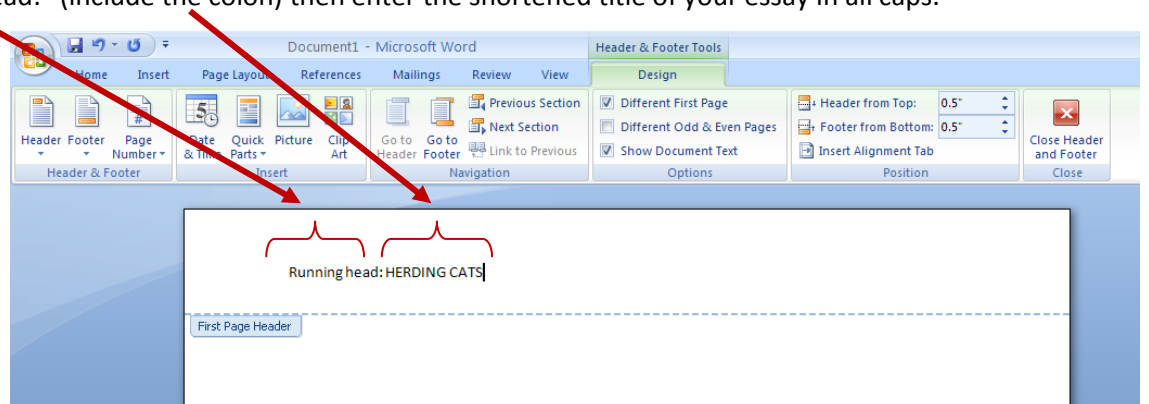 ead:" (include the colon) then enter the shortened title of your essay in all caps.
Document1 - Microsoft Word
Header & Footer Tools
Home Insert Page Layout References Mailings Review View Design
Header Footer Page Number
Date & Time Quick Parts Picture Clip Art
Go to Header Go to Footer
Previous Section
Next Section
Link to Previous
Different First Page
Different Odd & Even Pages
Show Document Text
Header from Top: 0.5"
Footer from Bottom: 0.5"
Insert Alignment Tab
Close Header and Footer
Header & Footer Insert Navigation Options Position Close
Running head: HERDING CATS
First Page Header